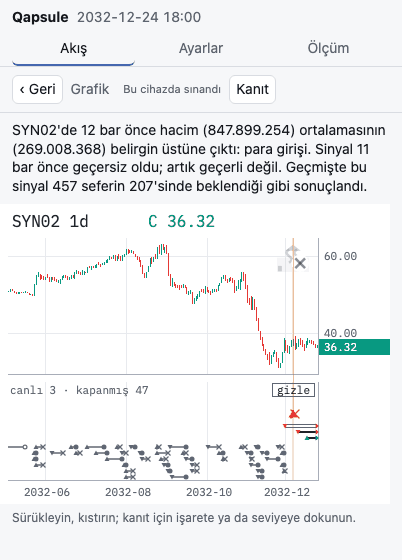 Qapsule 2032-12-24 18:00
Akış Ayarlar Ölçüm
‹ Geri Grafik Bu cihazda sınandı Kanıt
SYN02'de 12 bar önce hacim (847.899.254) ortalamasının
(269.008.368) belirgin üstüne çıktı: para girişi. Sinyal 11
bar önce geçersiz oldu; artık geçerli değil. Geçmişte bu
sinyal 457 seferin 207'sinde beklendiği gibi sonuçlandı.
SYN02 1d C 36.32
60.00
40.00
36.32
canlı 3 · kapanmış 47 gizle
2032-06 2032-08 2032-10 2032-12
Sürükleyin, kıstırın; kanıt için işarete ya da seviyeye dokunun.